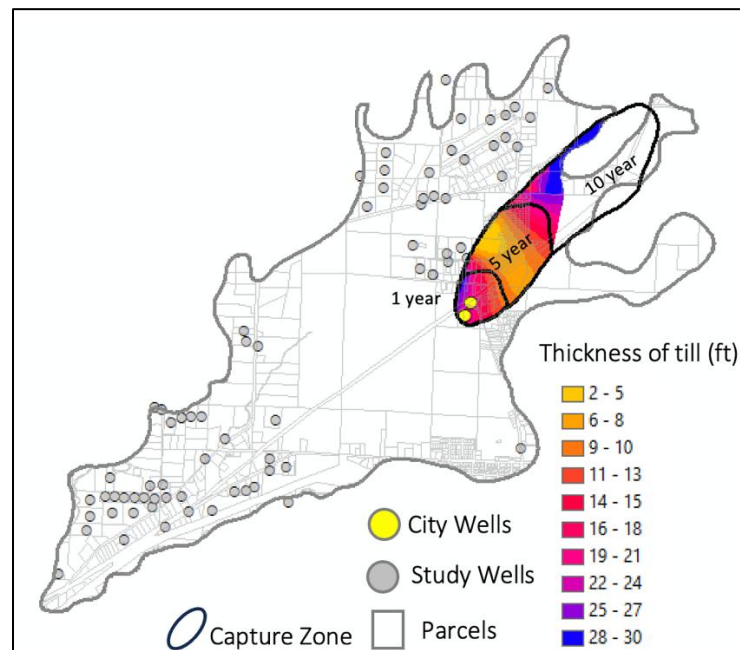 10 year
5 year
1 year
Thickness of till (ft)
2 - 5
6 - 8
9 - 10
11 - 13
14 - 15
16 - 18
19 - 21
22 - 24
25 - 27
28 - 30
City Wells
Study Wells
Capture Zone
Parcels